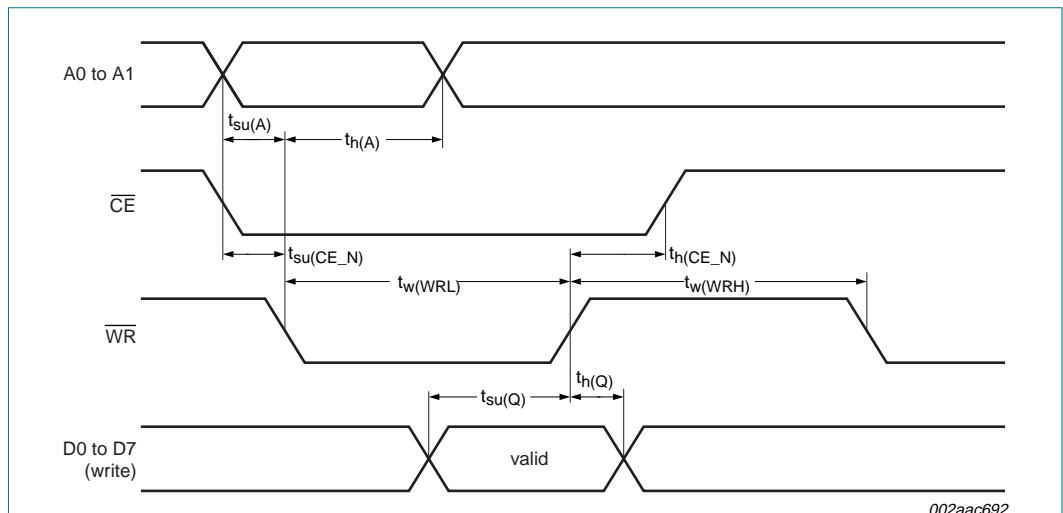 A0 to A1
tsu(A)
th(A)
CE
tsu(CE_N)
th(CE_N)
tw(WRL)
tw(WRH)
WR
tsu(Q)
th(Q)
D0 to D7
(write)
valid
002aac692